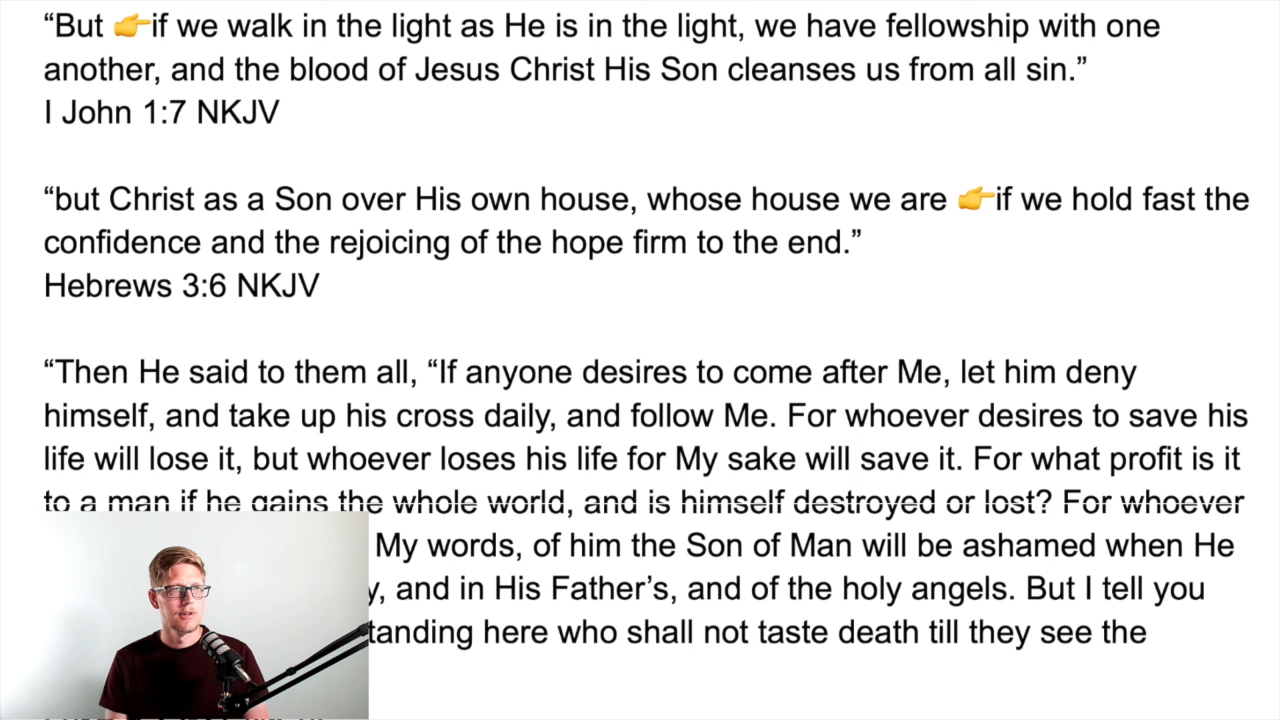 “But 👉if we walk in the light as He is in the light, we have fellowship with one
another, and the blood of Jesus Christ His Son cleanses us from all sin.”
I John 1:7 NKJV
“but Christ as a Son over His own house, whose house we are 👉if we hold fast the
confidence and the rejoicing of the hope firm to the end.”
Hebrews 3:6 NKJV
“Then He said to them all, “If anyone desires to come after Me, let him deny
himself, and take up his cross daily, and follow Me. For whoever desires to save his
life will lose it, but whoever loses his life for My sake will save it. For what profit is it
to a man if he gains the whole world, and is himself destroyed or lost? For whoever
My words, of him the Son of Man will be ashamed when He
and in His Father’s, and of the holy angels. But I tell you
here who shall not taste death till they see the